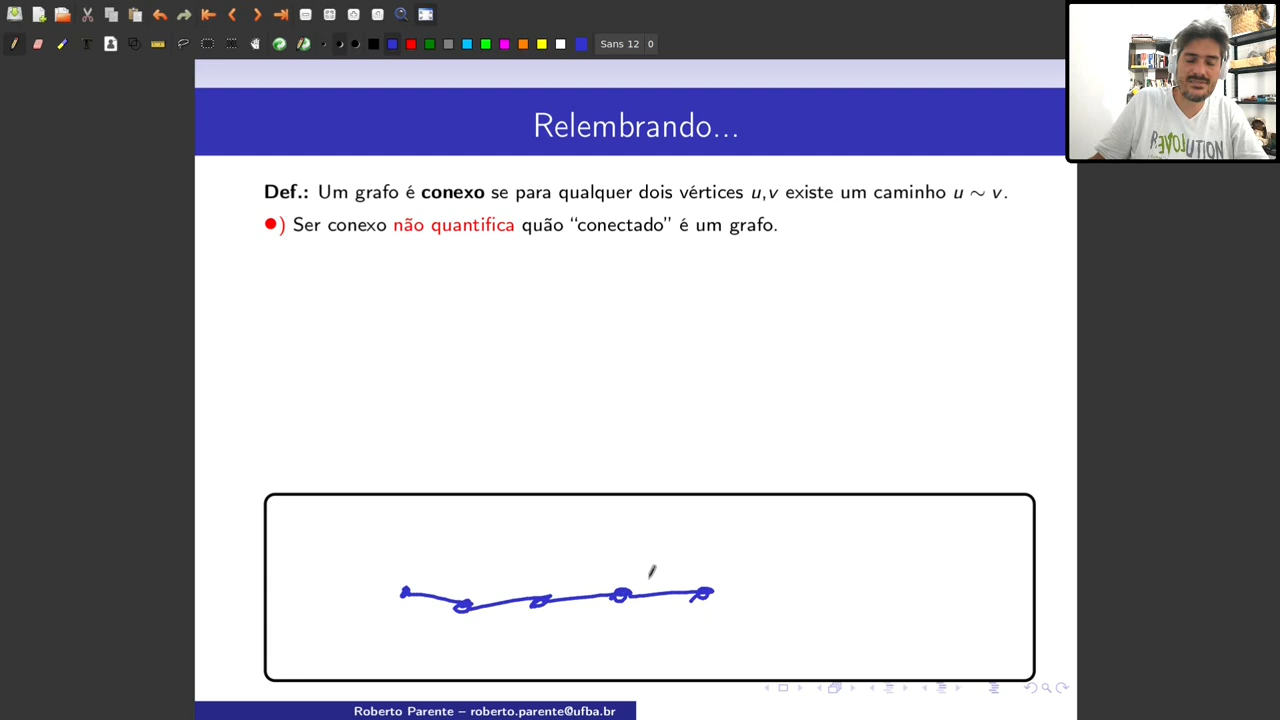 Sans 12 0
Relembrando...
Def.: Um grafo é conexo se para qualquer dois vértices u,v existe um caminho u ∼ v.
●) Ser conexo não quantifica quão “conectado” é um grafo.
Roberto Parente – roberto.parente@ufba.br